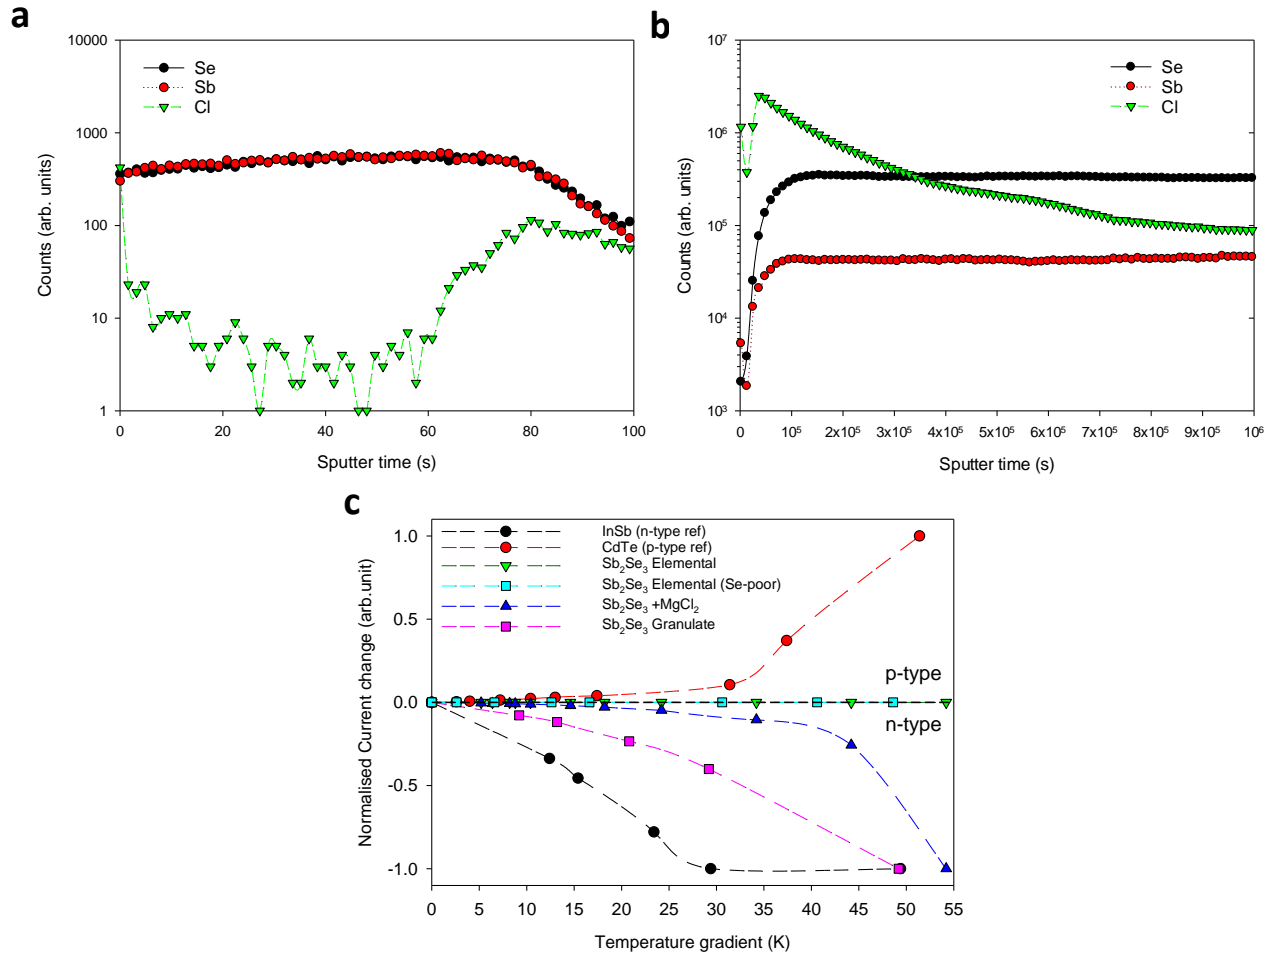 a
10000
1000
100
10
1
Counts (arb. units)
Se
Sb
Cl
0 20 40 60 80 100
Sputter time (s)
b
10⁷
10⁶
10⁵
10⁴
10³
Counts (arb. units)
Se
Sb
Cl
0 10⁵ 2x10⁵ 3x10⁵ 4x10⁵ 5x10⁵ 6x10⁵ 7x10⁵ 8x10⁵ 9x10⁵ 10⁶
Sputter time (s)
c
1.0
0.5
0.0
-0.5
-1.0
Normalised Current change (arb.unit)
InSb (n-type ref)
CdTe (p-type ref)
Sb₂Se₃ Elemental
Sb₂Se₃ Elemental (Se-poor)
Sb₂Se₃ +MgCl₂
Sb₂Se₃ Granulate
p-type
n-type
0 5 10 15 20 25 30 35 40 45 50 55
Temperature gradient (K)